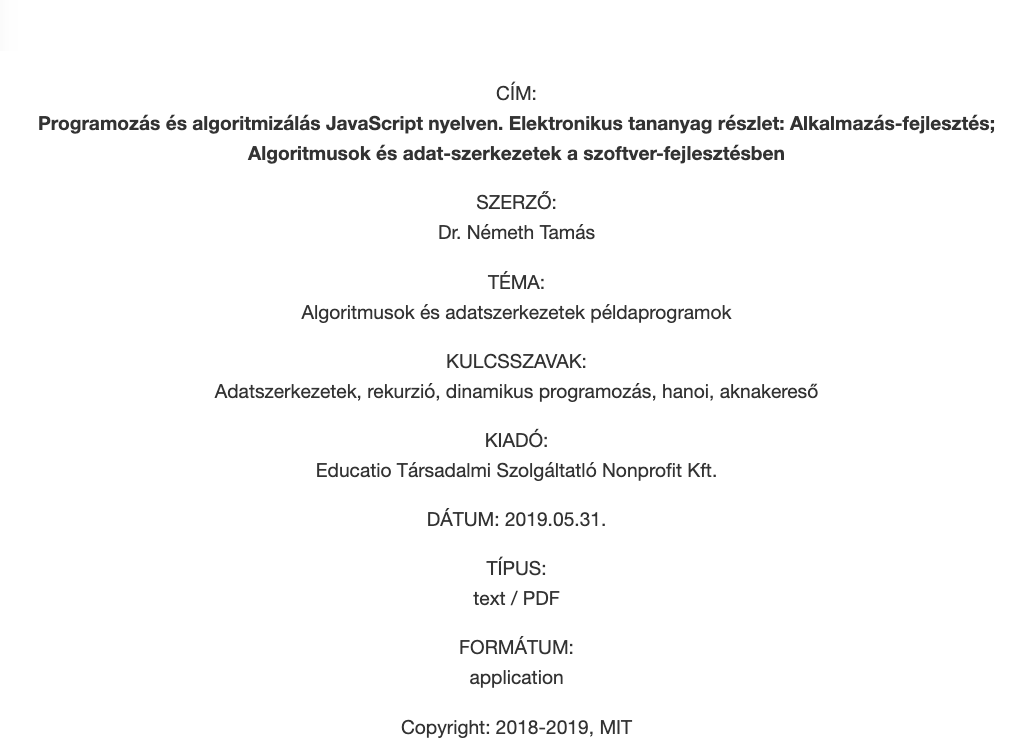 CÍM:
Programozás és algoritmizálás JavaScript nyelven. Elektronikus tananyag részlet: Alkalmazás-fejlesztés;
Algoritmusok és adat-szerkezetek a szoftver-fejlesztésben
SZERZŐ:
Dr. Németh Tamás
TÉMA:
Algoritmusok és adatszerkezetek példaprogramok
KULCSSZAVAK:
Adatszerkezetek, rekurzió, dinamikus programozás, hanoi, aknakereső
KIADÓ:
Educatio Társadalmi Szolgáltatló Nonprofit Kft.
DÁTUM: 2019.05.31.
TÍPUS:
text / PDF
FORMÁTUM:
application
Copyright: 2018-2019, MIT